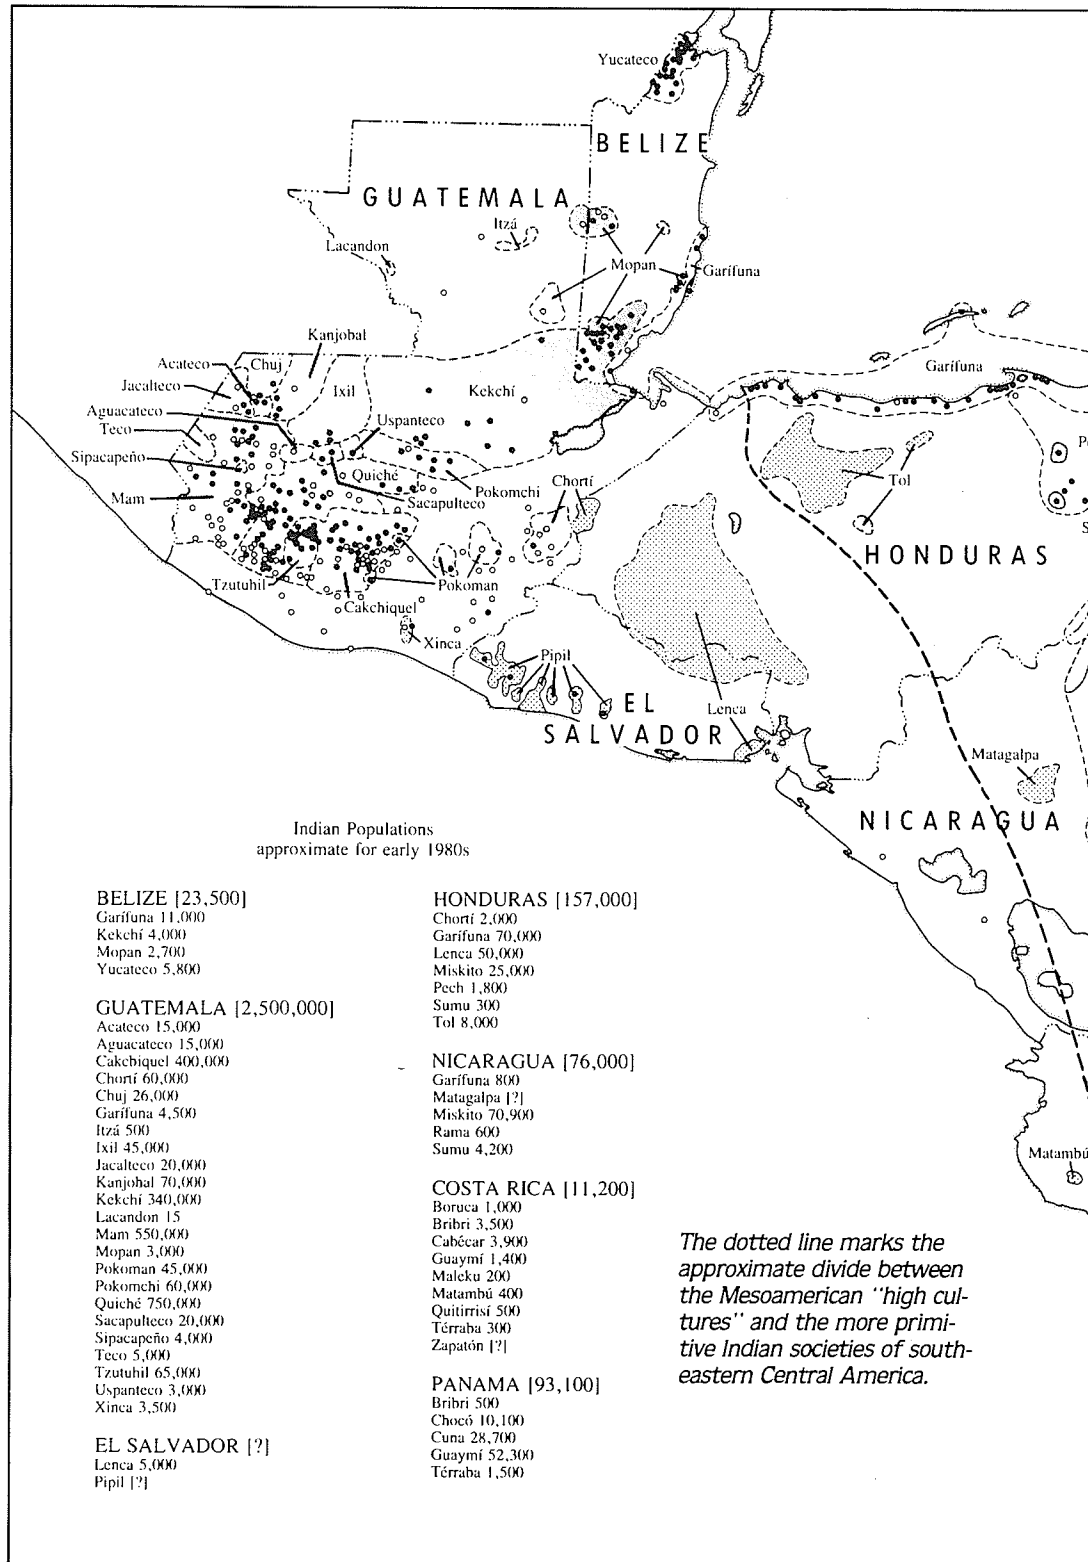 Yucateco
BELIZE
GUATEMALA
Itzá
Lacandon
Mopan
Garífuna
Kanjobal
Acateco
Chuj
Jacalteco
Ixil
Kekchí
Garífuna
Aguacateco
Teco
Uspanteco
Sipacapeño
Quiché
Pokomchi
Chortí
Tol
Mam
Sacapulteco
HONDURAS
Tzutuhil
Pokoman
Cakchiquel
Xinca
Pipil
EL
SALVADOR
Lenca
Matagalpa
NICARAGUA
Matambú
Indian Populations
approximate for early 1980s
BELIZE [23,500]
Garífuna 11,000
Kekchí 4,000
Mopan 2,700
Yucateco 5,800
GUATEMALA [2,500,000]
Acateco 15,000
Aguacateco 15,000
Cakchiquel 400,000
Chortí 60,000
Chuj 26,000
Garífuna 4,500
Itzá 500
Ixil 45,000
Jacalteco 20,000
Kanjobal 70,000
Kekchí 340,000
Lacandon 15
Mam 550,000
Mopan 3,000
Pokoman 45,000
Pokomchi 60,000
Quiché 750,000
Sacapulteco 20,000
Sipacapeño 4,000
Teco 5,000
Tzutuhil 65,000
Uspanteco 3,000
Xinca 3,500
EL SALVADOR [?]
Lenca 5,000
Pipil [?]
HONDURAS [157,000]
Chortí 2,000
Garífuna 70,000
Lenca 50,000
Miskito 25,000
Pech 1,800
Sumu 300
Tol 8,000
NICARAGUA [76,000]
Garífuna 800
Matagalpa [?]
Miskito 70,900
Rama 600
Sumu 4,200
COSTA RICA [11,200]
Boruca 1,000
Bribri 3,500
Cabécar 3,900
Guaymí 1,400
Maleku 200
Matambú 400
Quitirrisí 500
Térraba 300
Zapatón [?]
PANAMA [93,100]
Bribri 500
Chocó 10,100
Cuna 28,700
Guaymí 52,300
Térraba 1,500
The dotted line marks the
approximate divide between
the Mesoamerican "high cul-
tures" and the more primi-
tive Indian societies of south-
eastern Central America.